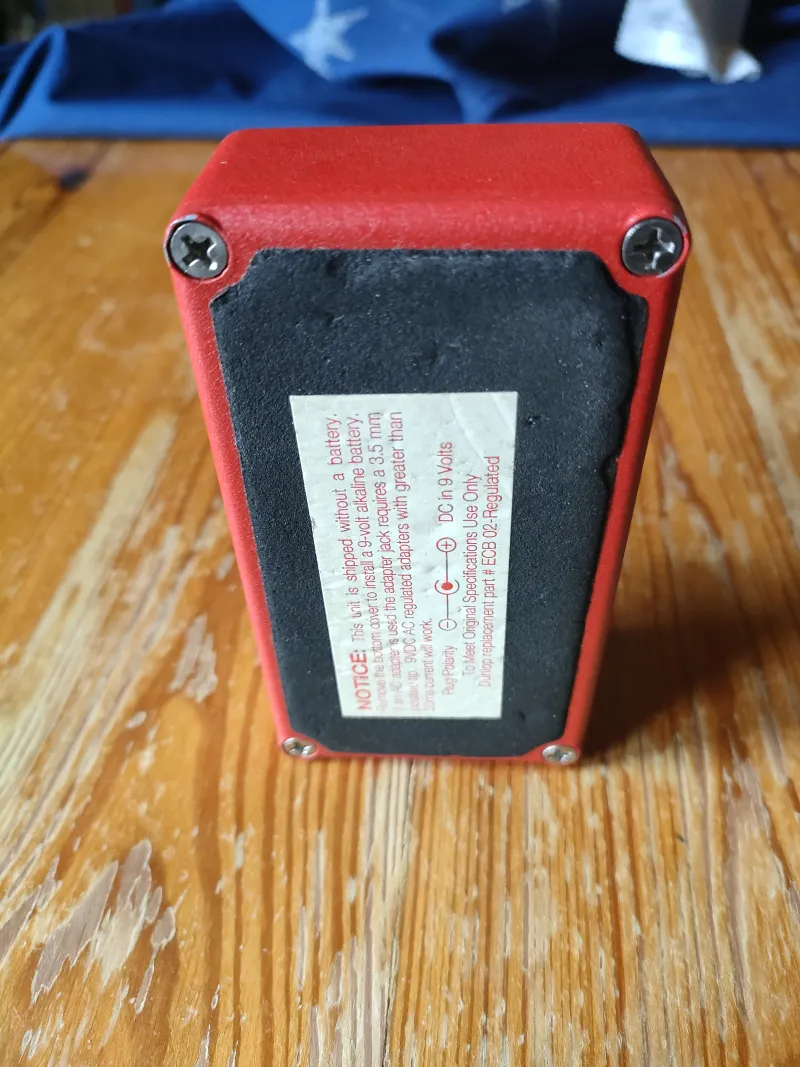 NOTICE: This unit is shipped without a battery.
Remove the bottom cover to install a 9-volt alkaline battery.
If an AC adapter is used the adapter jack requires a 3.5 mm
positive tip. 9VDC AC regulated adapters with greater than
20ma current will work.
Plug Polarity − + DC in 9 Volts
To Meet Original Specifications Use Only
Dunlop replacement part # ECB 02-Regulated